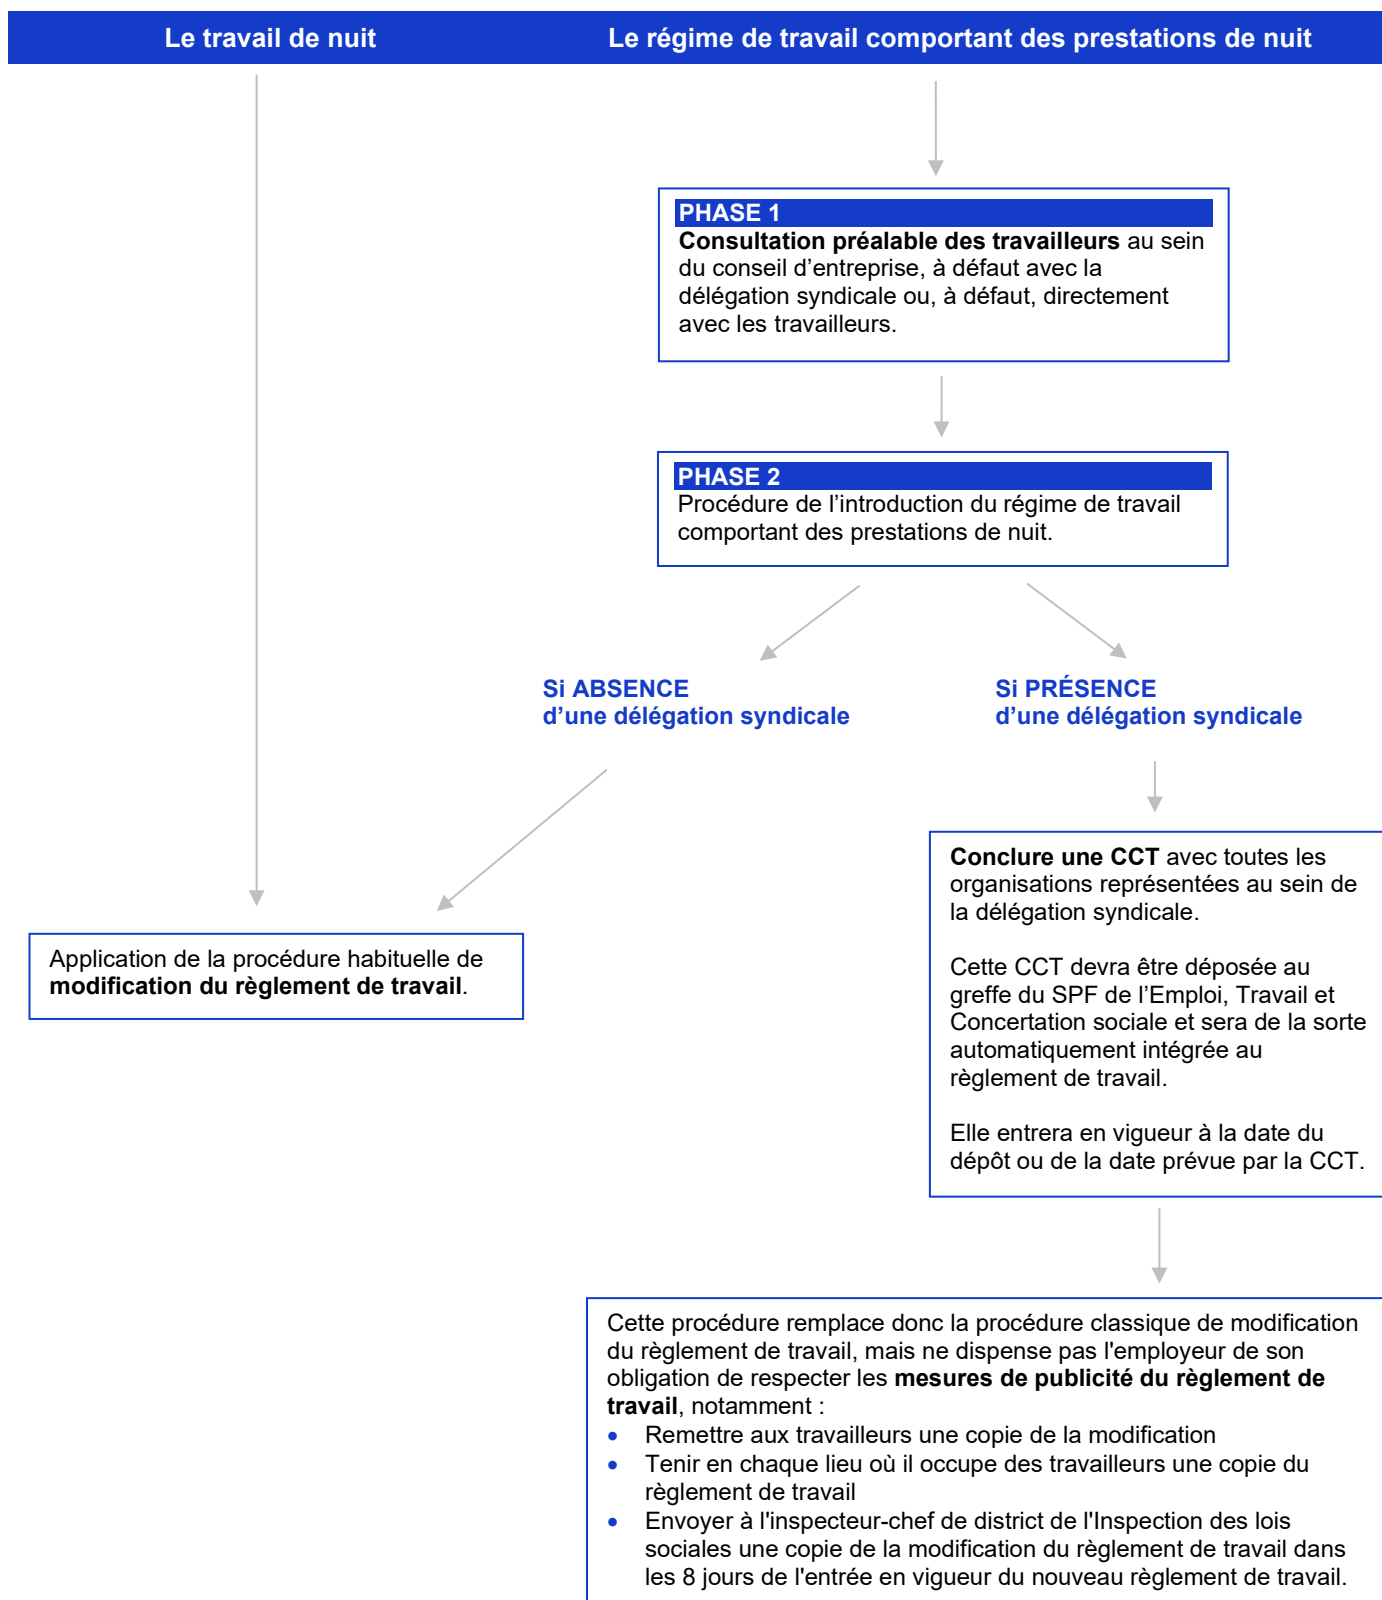 Le travail de nuit
Le régime de travail comportant des prestations de nuit
PHASE 1
Consultation préalable des travailleurs au sein
du conseil d’entreprise, à défaut avec la
délégation syndicale ou, à défaut, directement
avec les travailleurs.
PHASE 2
Procédure de l’introduction du régime de travail
comportant des prestations de nuit.
Si ABSENCE
d’une délégation syndicale
Si PRÉSENCE
d’une délégation syndicale
Application de la procédure habituelle de
modification du règlement de travail.
Conclure une CCT avec toutes les
organisations représentées au sein de
la délégation syndicale.
Cette CCT devra être déposée au
greffe du SPF de l’Emploi, Travail et
Concertation sociale et sera de la sorte
automatiquement intégrée au
règlement de travail.
Elle entrera en vigueur à la date du
dépôt ou de la date prévue par la CCT.
Cette procédure remplace donc la procédure classique de modification
du règlement de travail, mais ne dispense pas l'employeur de son
obligation de respecter les mesures de publicité du règlement de
travail, notamment :
• Remettre aux travailleurs une copie de la modification
• Tenir en chaque lieu où il occupe des travailleurs une copie du
règlement de travail
• Envoyer à l'inspecteur-chef de district de l'Inspection des lois
sociales une copie de la modification du règlement de travail dans
les 8 jours de l'entrée en vigueur du nouveau règlement de travail.